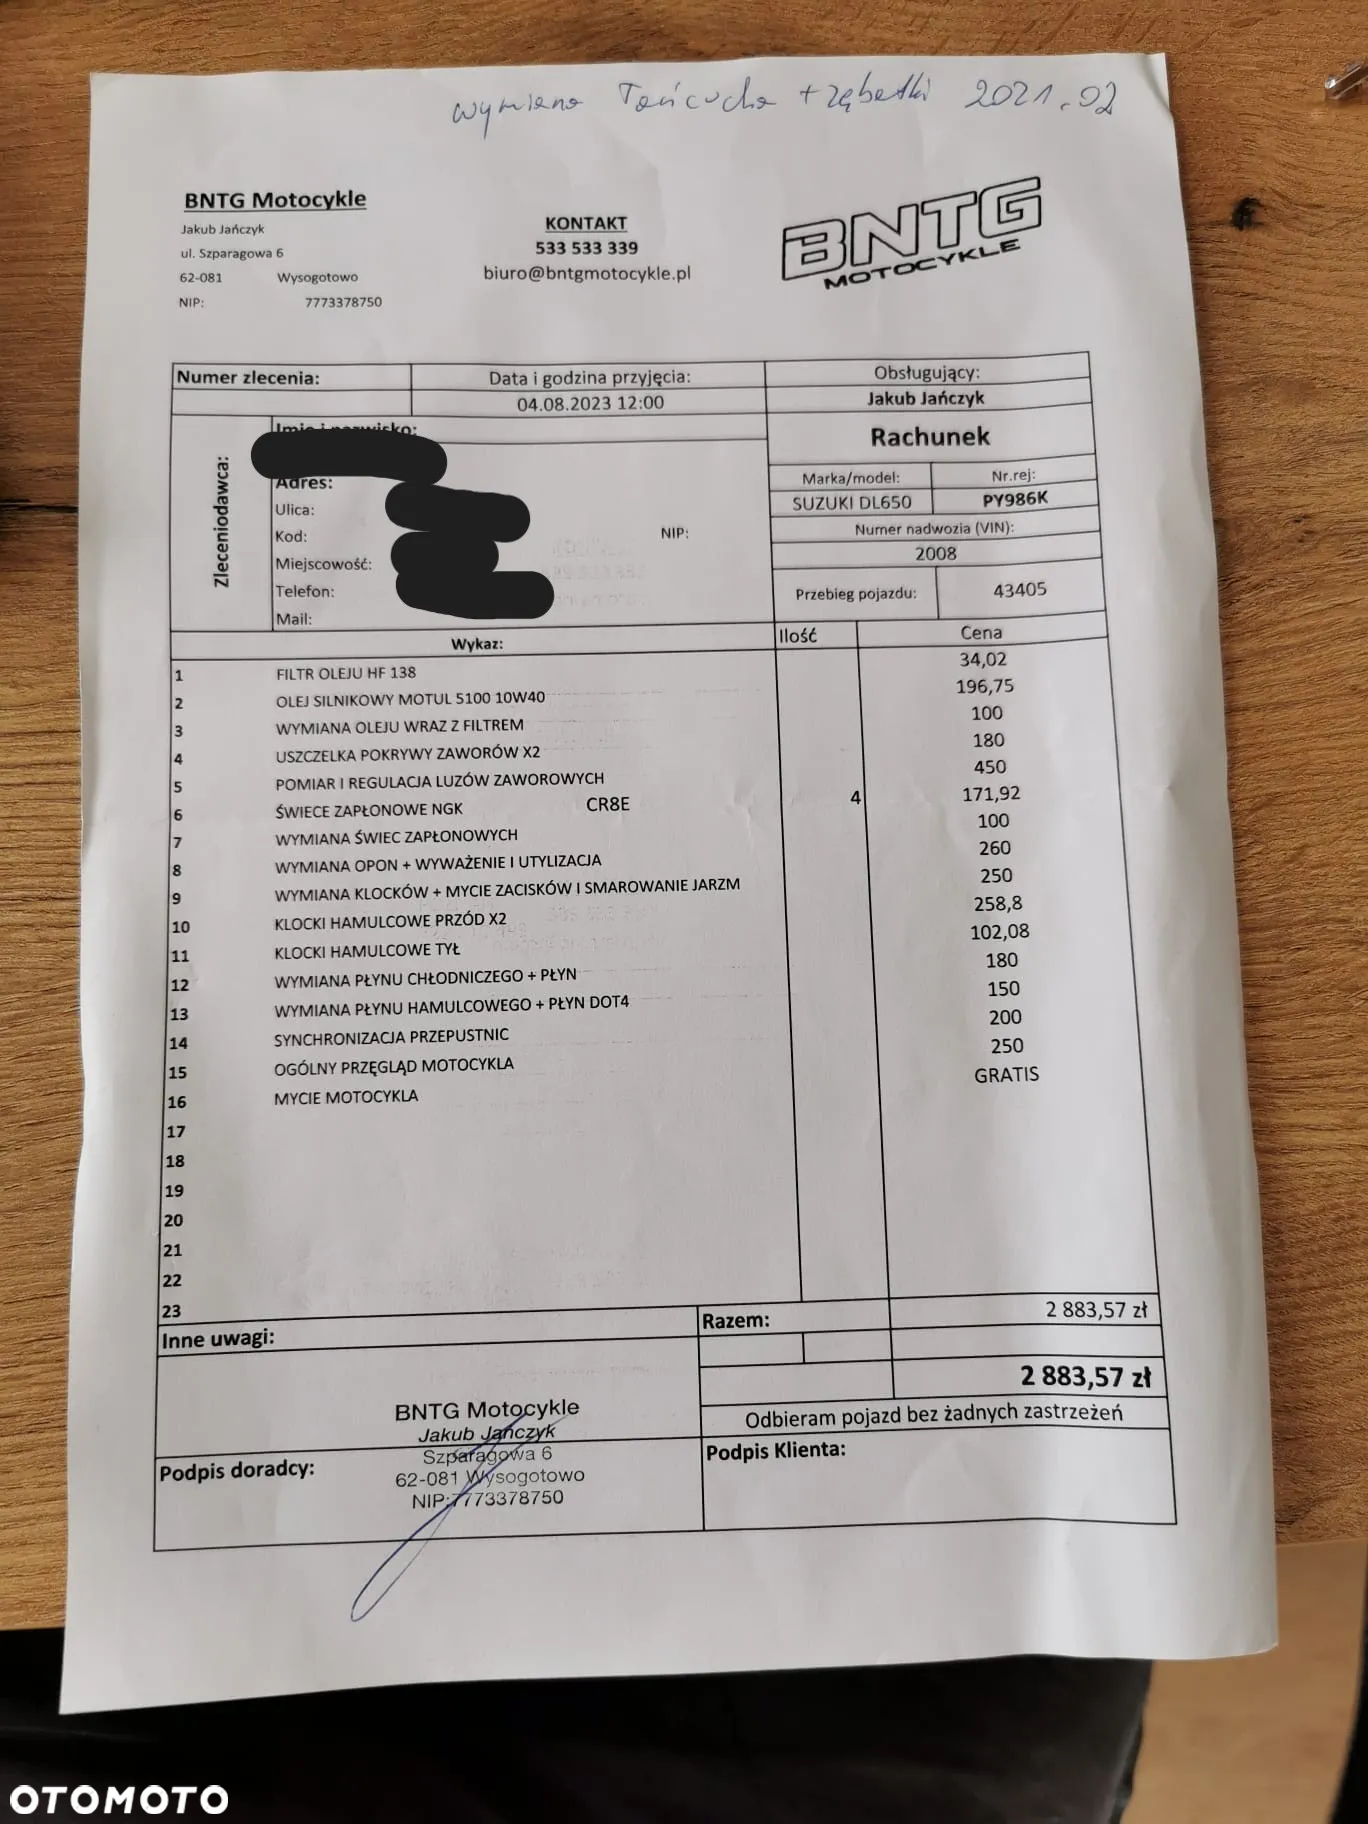 wymiana Łańcucha + zębatki 2021.02
BNTG Motocykle
Jakub Jańczyk
ul. Szparagowa 6
62-081 Wysogotowo
NIP: 7773378750
KONTAKT
533 533 339
biuro@bntgmotocykle.pl
BNTG
MOTOCYKLE
Numer zlecenia:
Data i godzina przyjęcia:
04.08.2023 12:00
Obsługujący:
Jakub Jańczyk
Zleceniodawca:
Imię i nazwisko:
Adres:
Ulica:
Kod:
NIP:
Miejscowość:
Telefon:
Mail:
Rachunek
Marka/model: Nr.rej:
SUZUKI DL650 PY986K
Numer nadwozia (VIN):
2008
Przebieg pojazdu: 43405
Wykaz: Ilość Cena
1 FILTR OLEJU HF 138 34,02
2 OLEJ SILNIKOWY MOTUL 5100 10W40 196,75
3 WYMIANA OLEJU WRAZ Z FILTREM 100
4 USZCZELKA POKRYWY ZAWORÓW X2 180
5 POMIAR I REGULACJA LUZÓW ZAWOROWYCH 450
6 ŚWIECE ZAPŁONOWE NGK CR8E 4 171,92
7 WYMIANA ŚWIEC ZAPŁONOWYCH 100
8 WYMIANA OPON + WYWAŻENIE I UTYLIZACJA 260
9 WYMIANA KLOCKÓW + MYCIE ZACISKÓW I SMAROWANIE JARZM 250
10 KLOCKI HAMULCOWE PRZÓD X2 258,8
11 KLOCKI HAMULCOWE TYŁ 102,08
12 WYMIANA PŁYNU CHŁODNICZEGO + PŁYN 180
13 WYMIANA PŁYNU HAMULCOWEGO + PŁYN DOT4 150
14 SYNCHRONIZACJA PRZEPUSTNIC 200
15 OGÓLNY PRZĘGLĄD MOTOCYKLA 250
16 MYCIE MOTOCYKLA GRATIS
17
18
19
20
21
22
23
Inne uwagi:
Razem: 2 883,57 zł
2 883,57 zł
Odbieram pojazd bez żadnych zastrzeżeń
Podpis doradcy:
BNTG Motocykle
Jakub Jańczyk
Szparagowa 6
62-081 Wysogotowo
NIP:7773378750
Podpis Klienta:
OTOMOTO